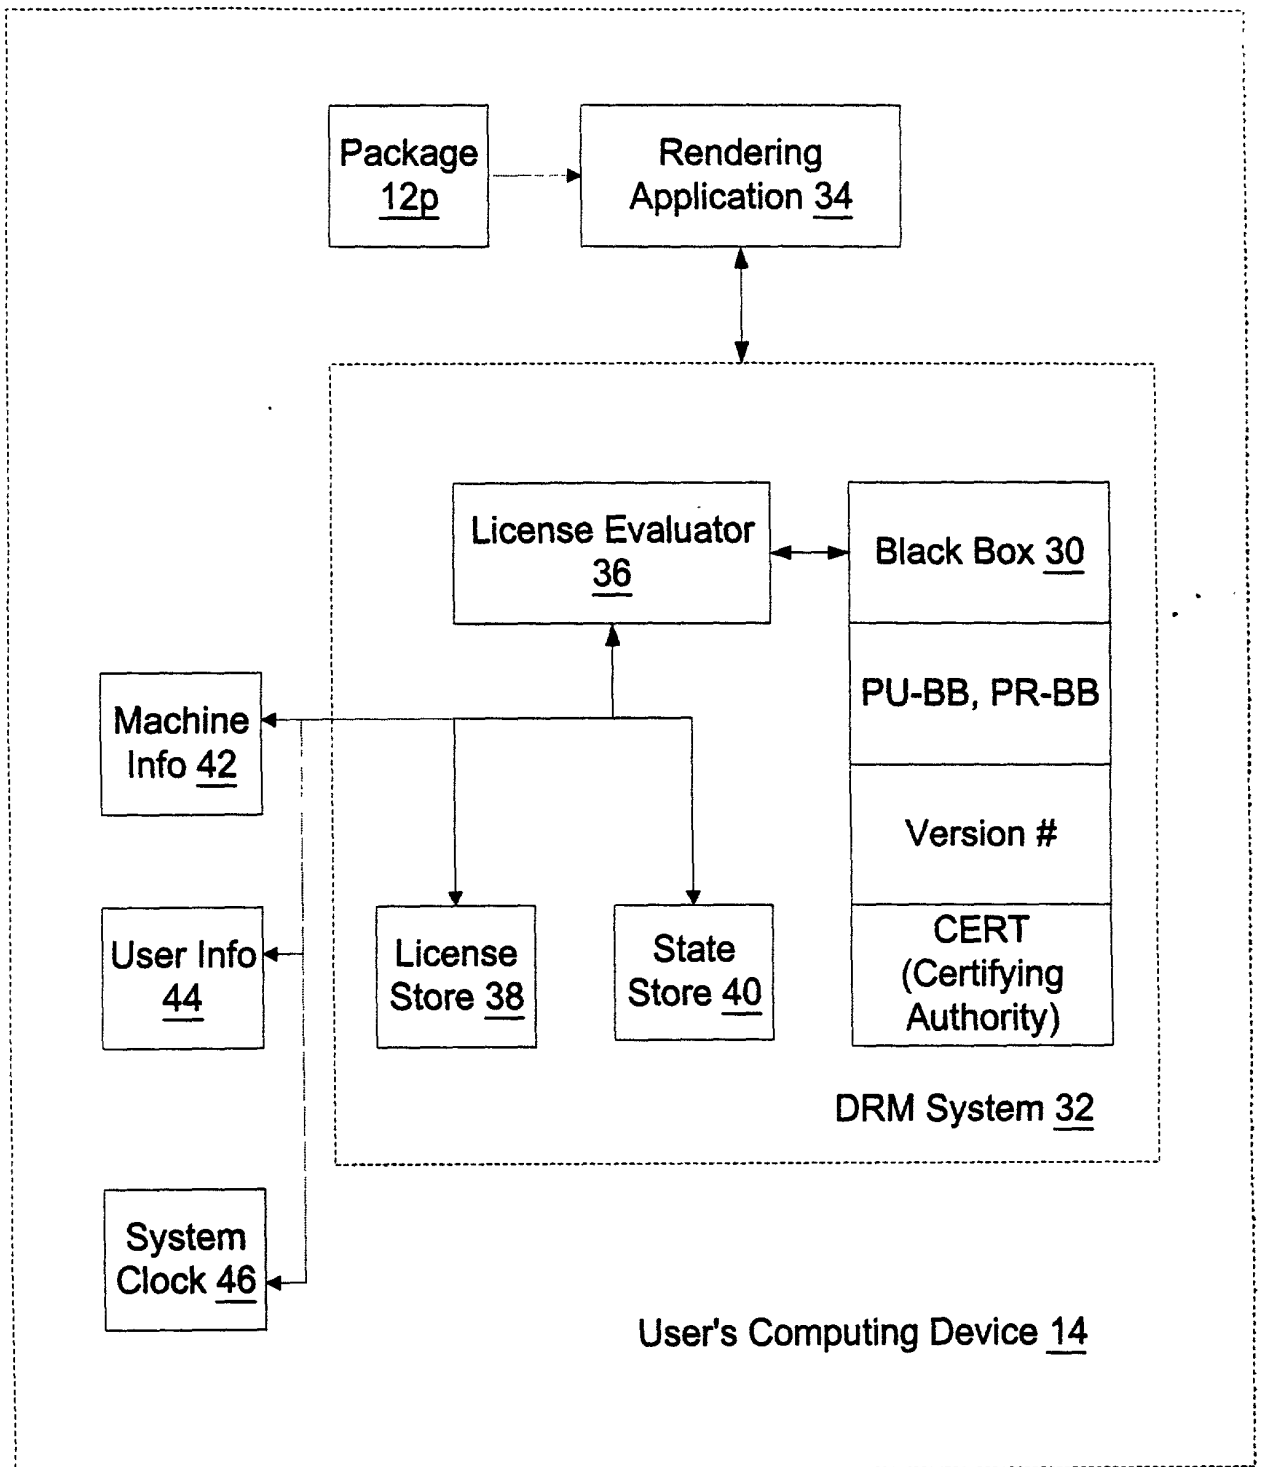 Package
12p
Rendering
Application 34
License Evaluator
36
Black Box 30
PU-BB, PR-BB
Version #
CERT
(Certifying
Authority)
Machine
Info 42
User Info
44
License
Store 38
State
Store 40
DRM System 32
System
Clock 46
User's Computing Device 14